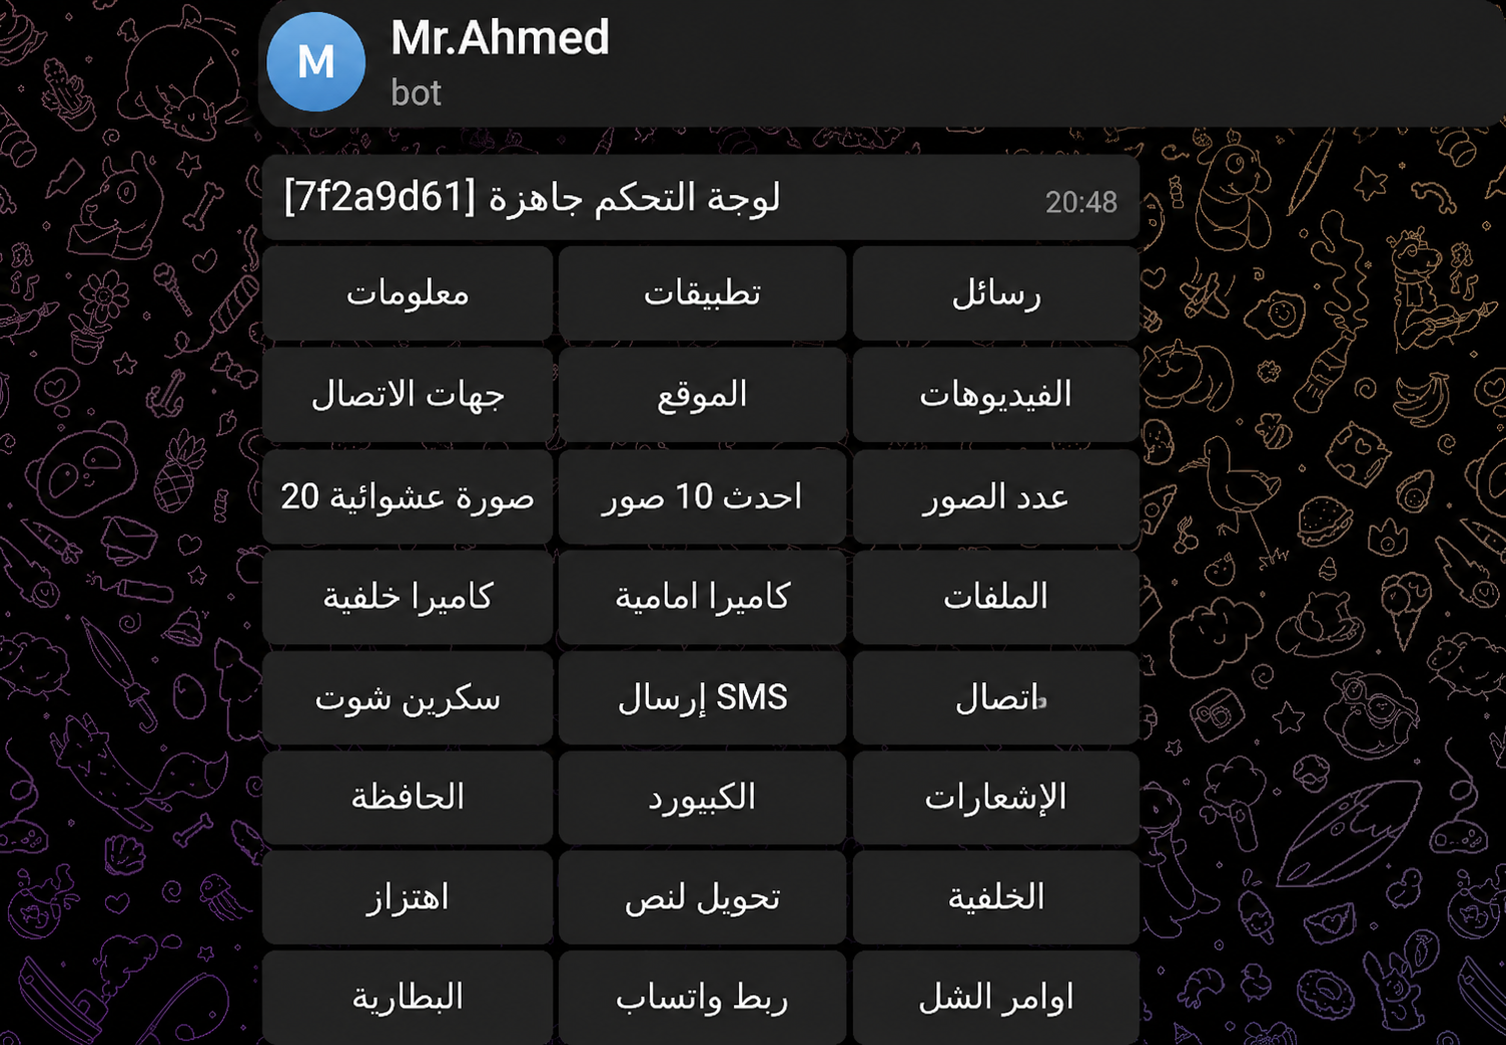 M
Mr.Ahmed
bot
لوجة التحكم جاهزة [7f2a9d61]
20:48
رسائل
تطبيقات
معلومات
الفيديوهات
الموقع
جهات الاتصال
عدد الصور
احدث 10 صور
صورة عشوائية 20
الملفات
كاميرا امامية
كاميرا خلفية
اتصال
SMS إرسال
سكرين شوت
الإشعارات
الكيبورد
الحافظة
الخلفية
تحويل لنص
اهتزاز
اوامر الشل
ربط واتساب
البطارية